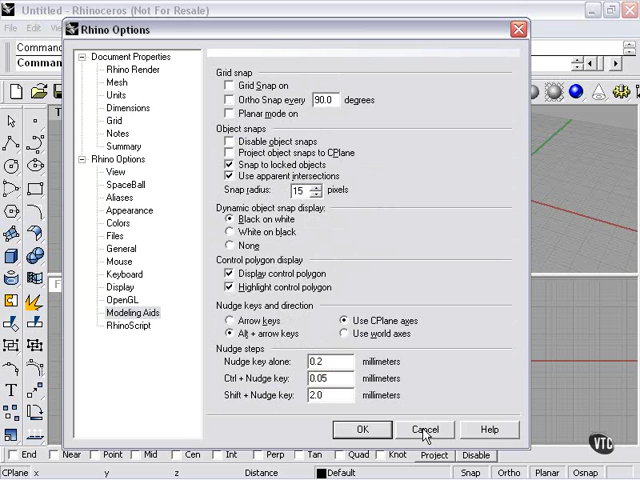 Untitled - Rhinoceros (Not For Resale)
File
Edit
Rhino Options
Comman
Comman
Document Properties
Rhino Render
Mesh
Units
Dimensions
Grid
Notes
Summary
Rhino Options
View
SpaceBall
Aliases
Appearance
Colors
Files
General
Mouse
Keyboard
Display
OpenGL
Modeling Aids
RhinoScript
Grid snap
Grid Snap on
Ortho Snap every 90.0 degrees
Planar mode on
Object snaps
Disable object snaps
Project object snaps to CPlane
Snap to locked objects
Use apparent intersections
Snap radius: 15 pixels
Dynamic object snap display:
Black on white
White on black
None
Control polygon display
Display control polygon
Highlight control polygon
Nudge keys and direction
Arrow keys Use CPlane axes
Alt + arrow keys Use world axes
Nudge steps
Nudge key alone: 0.2 millimeters
Ctrl + Nudge key: 0.05 millimeters
Shift + Nudge key: 2.0 millimeters
OK Cancel Help
VTC
End Near Point Mid Cen Int Perp Tan Quad Knot Project Disable
CPlane x y z Distance Default Snap Ortho Planar Osnap